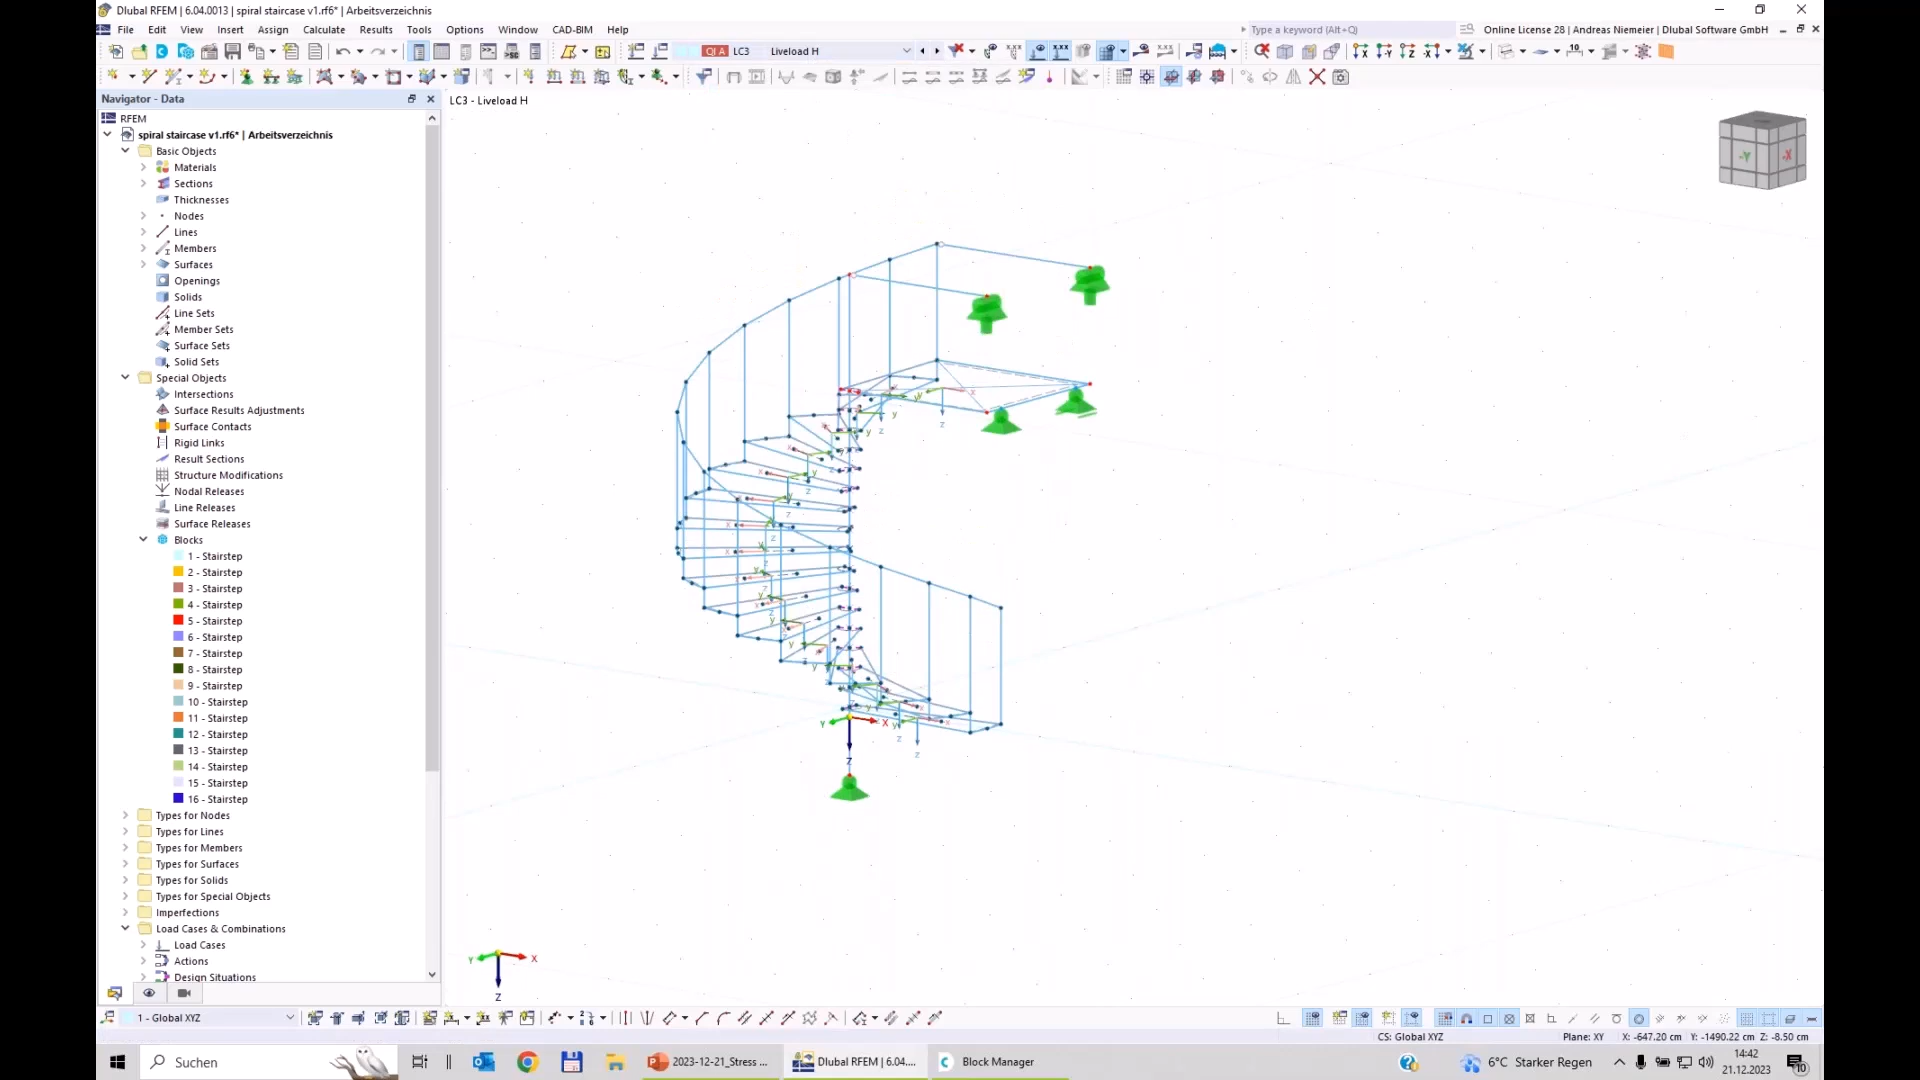 Dlubal RFEM | 6.04.0013 | spiral staircase v1.rf6* | Arbeitsverzeichnis
File Edit View Insert Assign Calculate Results Tools Options Window CAD-BIM Help
Type a keyword (Alt+Q)
Online License 28 | Andreas Niemeier | Dlubal Software GmbH
QI A LC3 Liveload H
Navigator - Data
LC3 - Liveload H
RFEM
spiral staircase v1.rf6* | Arbeitsverzeichnis
Basic Objects
Materials
Sections
Thicknesses
Nodes
Lines
Members
Surfaces
Openings
Solids
Line Sets
Member Sets
Surface Sets
Solid Sets
Special Objects
Intersections
Surface Results Adjustments
Surface Contacts
Rigid Links
Result Sections
Structure Modifications
Nodal Releases
Line Releases
Surface Releases
Blocks
1 - Stairstep
2 - Stairstep
3 - Stairstep
4 - Stairstep
5 - Stairstep
6 - Stairstep
7 - Stairstep
8 - Stairstep
9 - Stairstep
10 - Stairstep
11 - Stairstep
12 - Stairstep
13 - Stairstep
14 - Stairstep
15 - Stairstep
16 - Stairstep
Types for Nodes
Types for Lines
Types for Members
Types for Surfaces
Types for Solids
Types for Special Objects
Imperfections
Load Cases & Combinations
Load Cases
Actions
Design Situations
-Y -X
Y X
Z
Y X
Z
1 - Global XYZ
CS: Global XYZ Plane: XY X: -647.20 cm Y: -1490.22 cm Z: -8.50 cm
Suchen
2023-12-21_Stress ...
Dlubal RFEM | 6.04....
Block Manager
6°C Starker Regen
14:42
21.12.2023
10